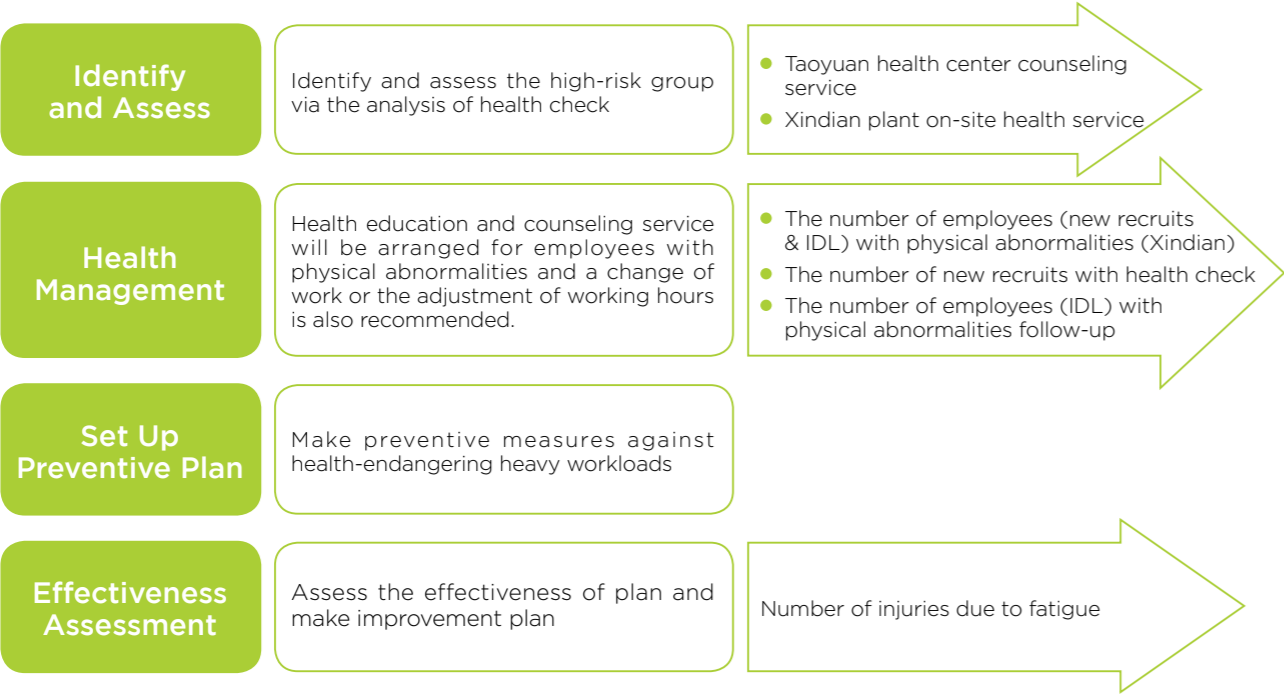 Identify
and Assess
Identify and assess the high-risk group
via the analysis of health check
Taoyuan health center counseling
service
Xindian plant on-site health service
Health
Management
Health education and counseling service
will be arranged for employees with
physical abnormalities and a change of
work or the adjustment of working hours
is also recommended.
The number of employees (new recruits
& IDL) with physical abnormalities (Xindian)
The number of new recruits with health check
The number of employees (IDL) with
physical abnormalities follow-up
Set Up
Preventive Plan
Make preventive measures against
health-endangering heavy workloads
Effectiveness
Assessment
Assess the effectiveness of plan and
make improvement plan
Number of injuries due to fatigue